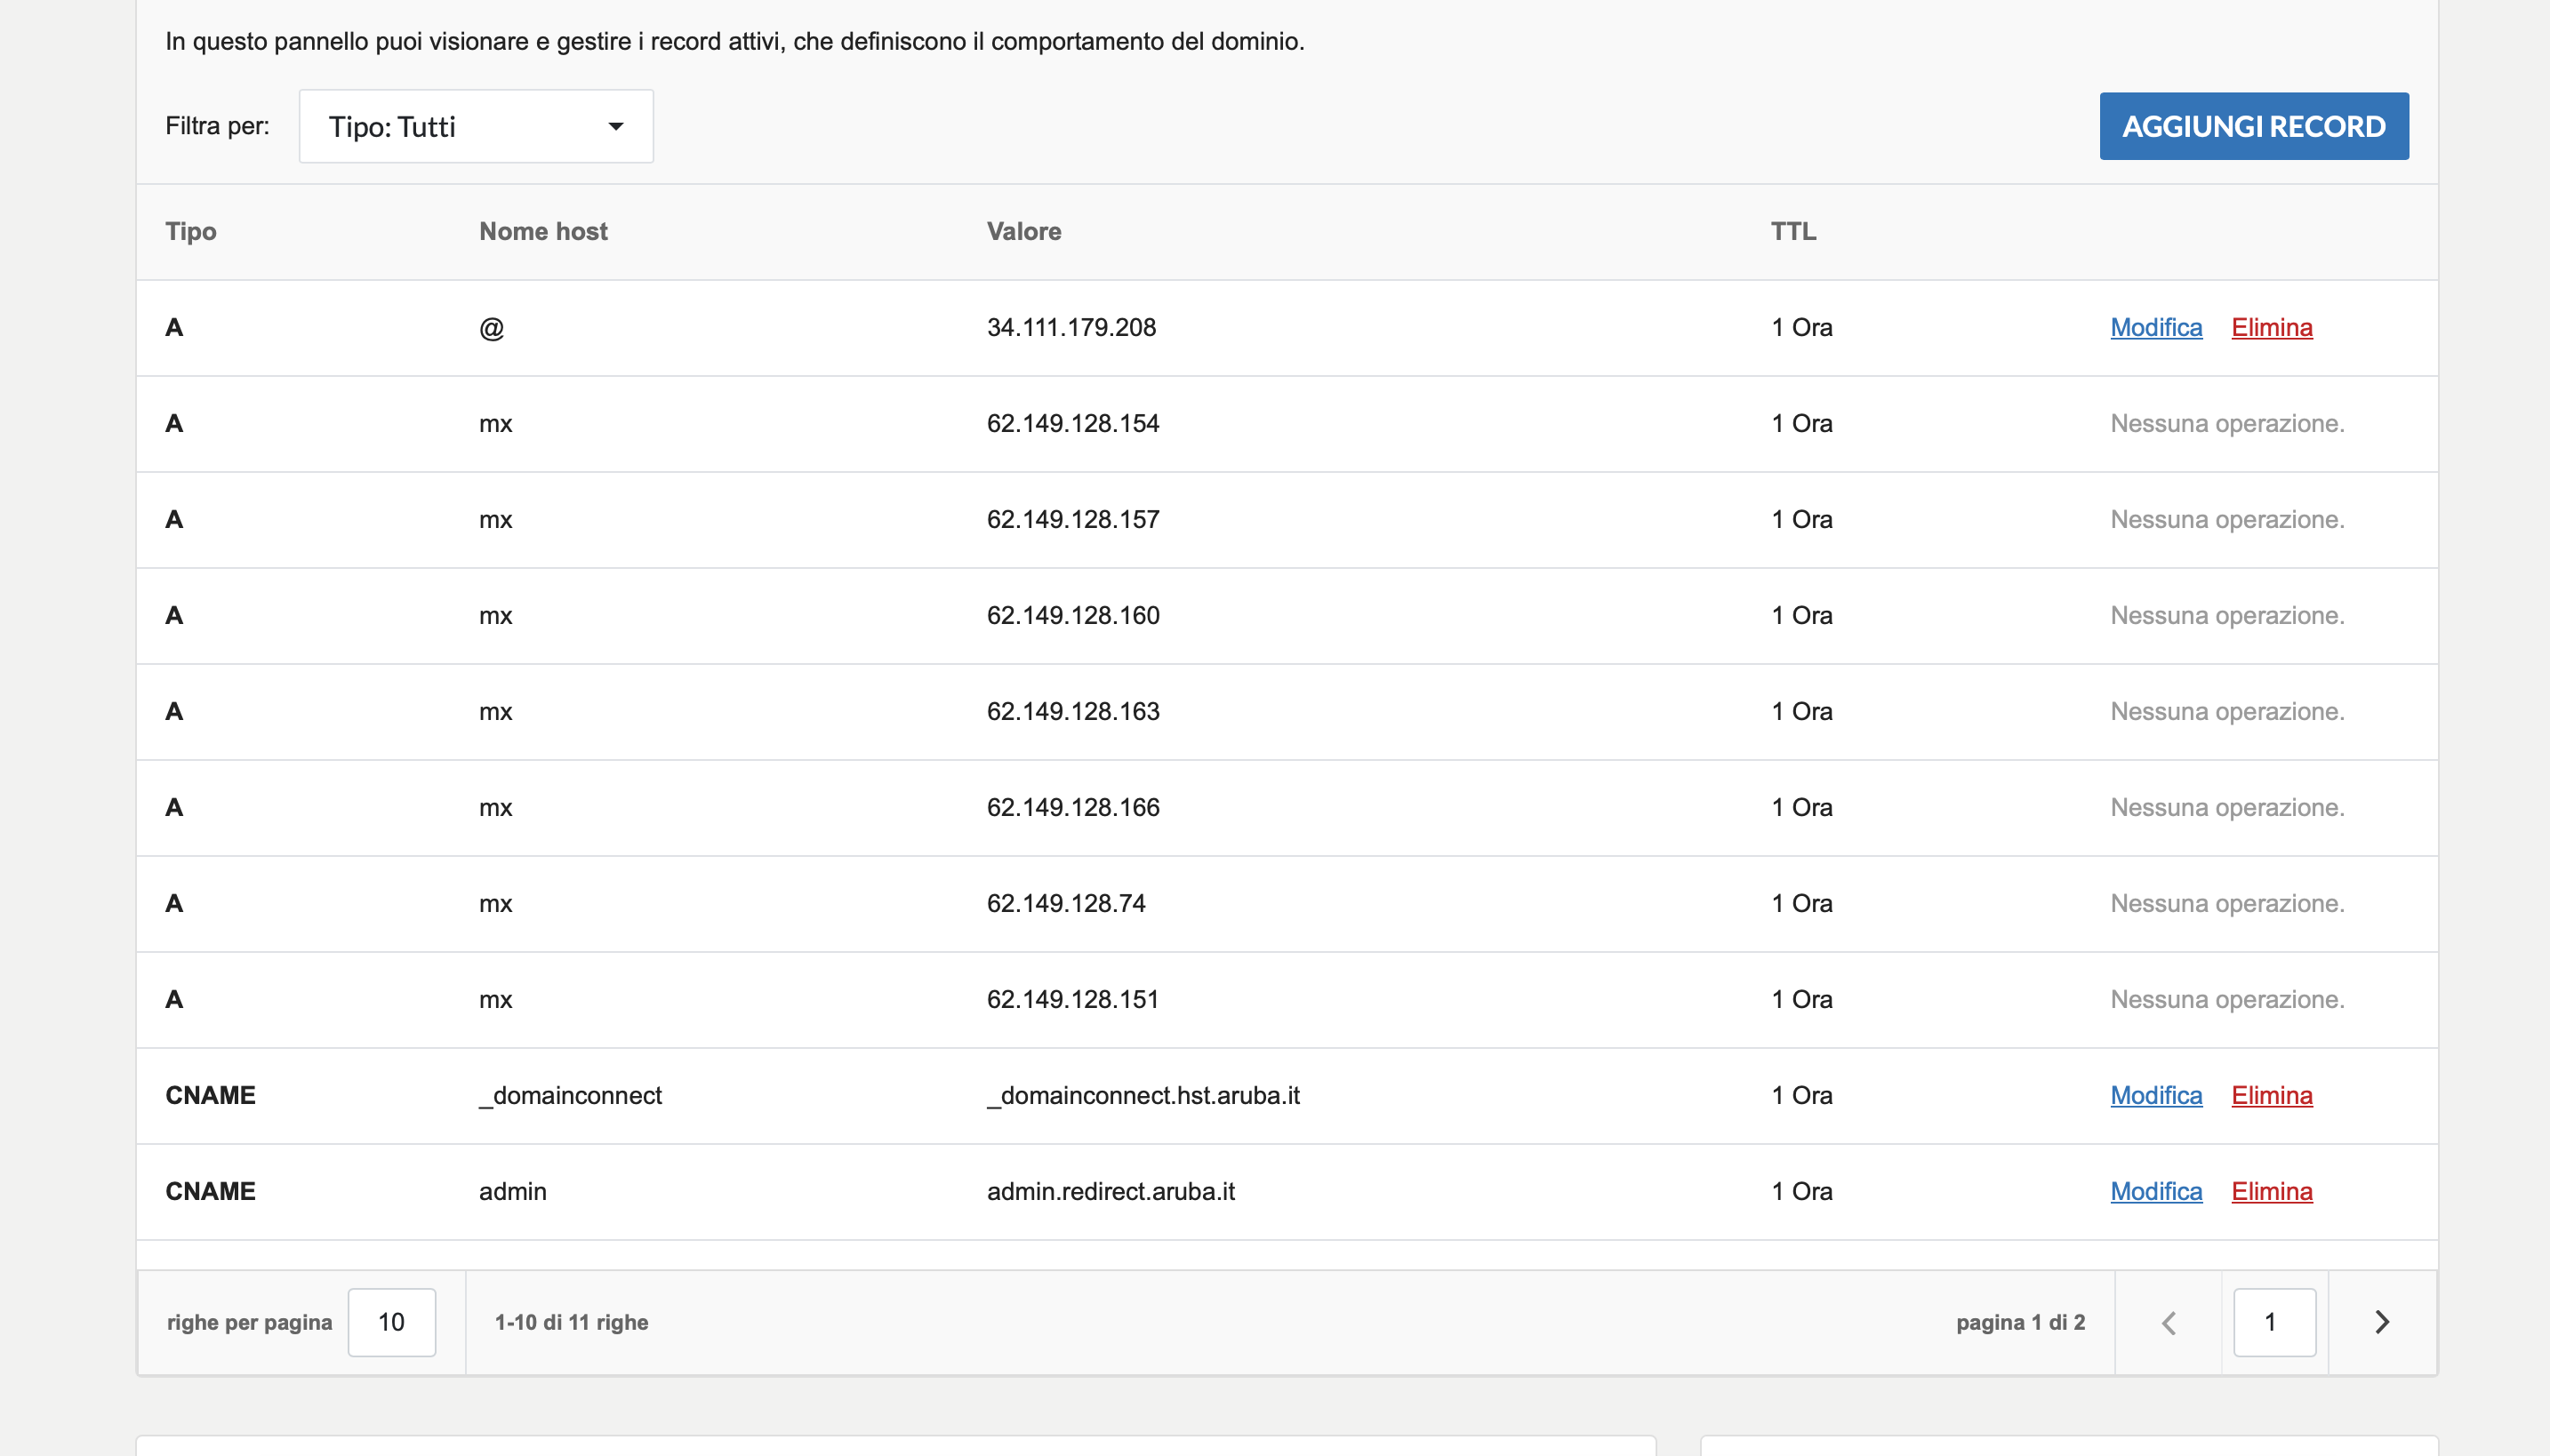 In questo pannello puoi visionare e gestire i record attivi, che definiscono il comportamento del dominio.
Filtra per: Tipo: Tutti AGGIUNGI RECORD
Tipo Nome host Valore TTL
A @ 34.111.179.208 1 Ora Modifica Elimina
A mx 62.149.128.154 1 Ora Nessuna operazione.
A mx 62.149.128.157 1 Ora Nessuna operazione.
A mx 62.149.128.160 1 Ora Nessuna operazione.
A mx 62.149.128.163 1 Ora Nessuna operazione.
A mx 62.149.128.166 1 Ora Nessuna operazione.
A mx 62.149.128.74 1 Ora Nessuna operazione.
A mx 62.149.128.151 1 Ora Nessuna operazione.
CNAME _domainconnect _domainconnect.hst.aruba.it 1 Ora Modifica Elimina
CNAME admin admin.redirect.aruba.it 1 Ora Modifica Elimina
righe per pagina 10 1-10 di 11 righe pagina 1 di 2 1